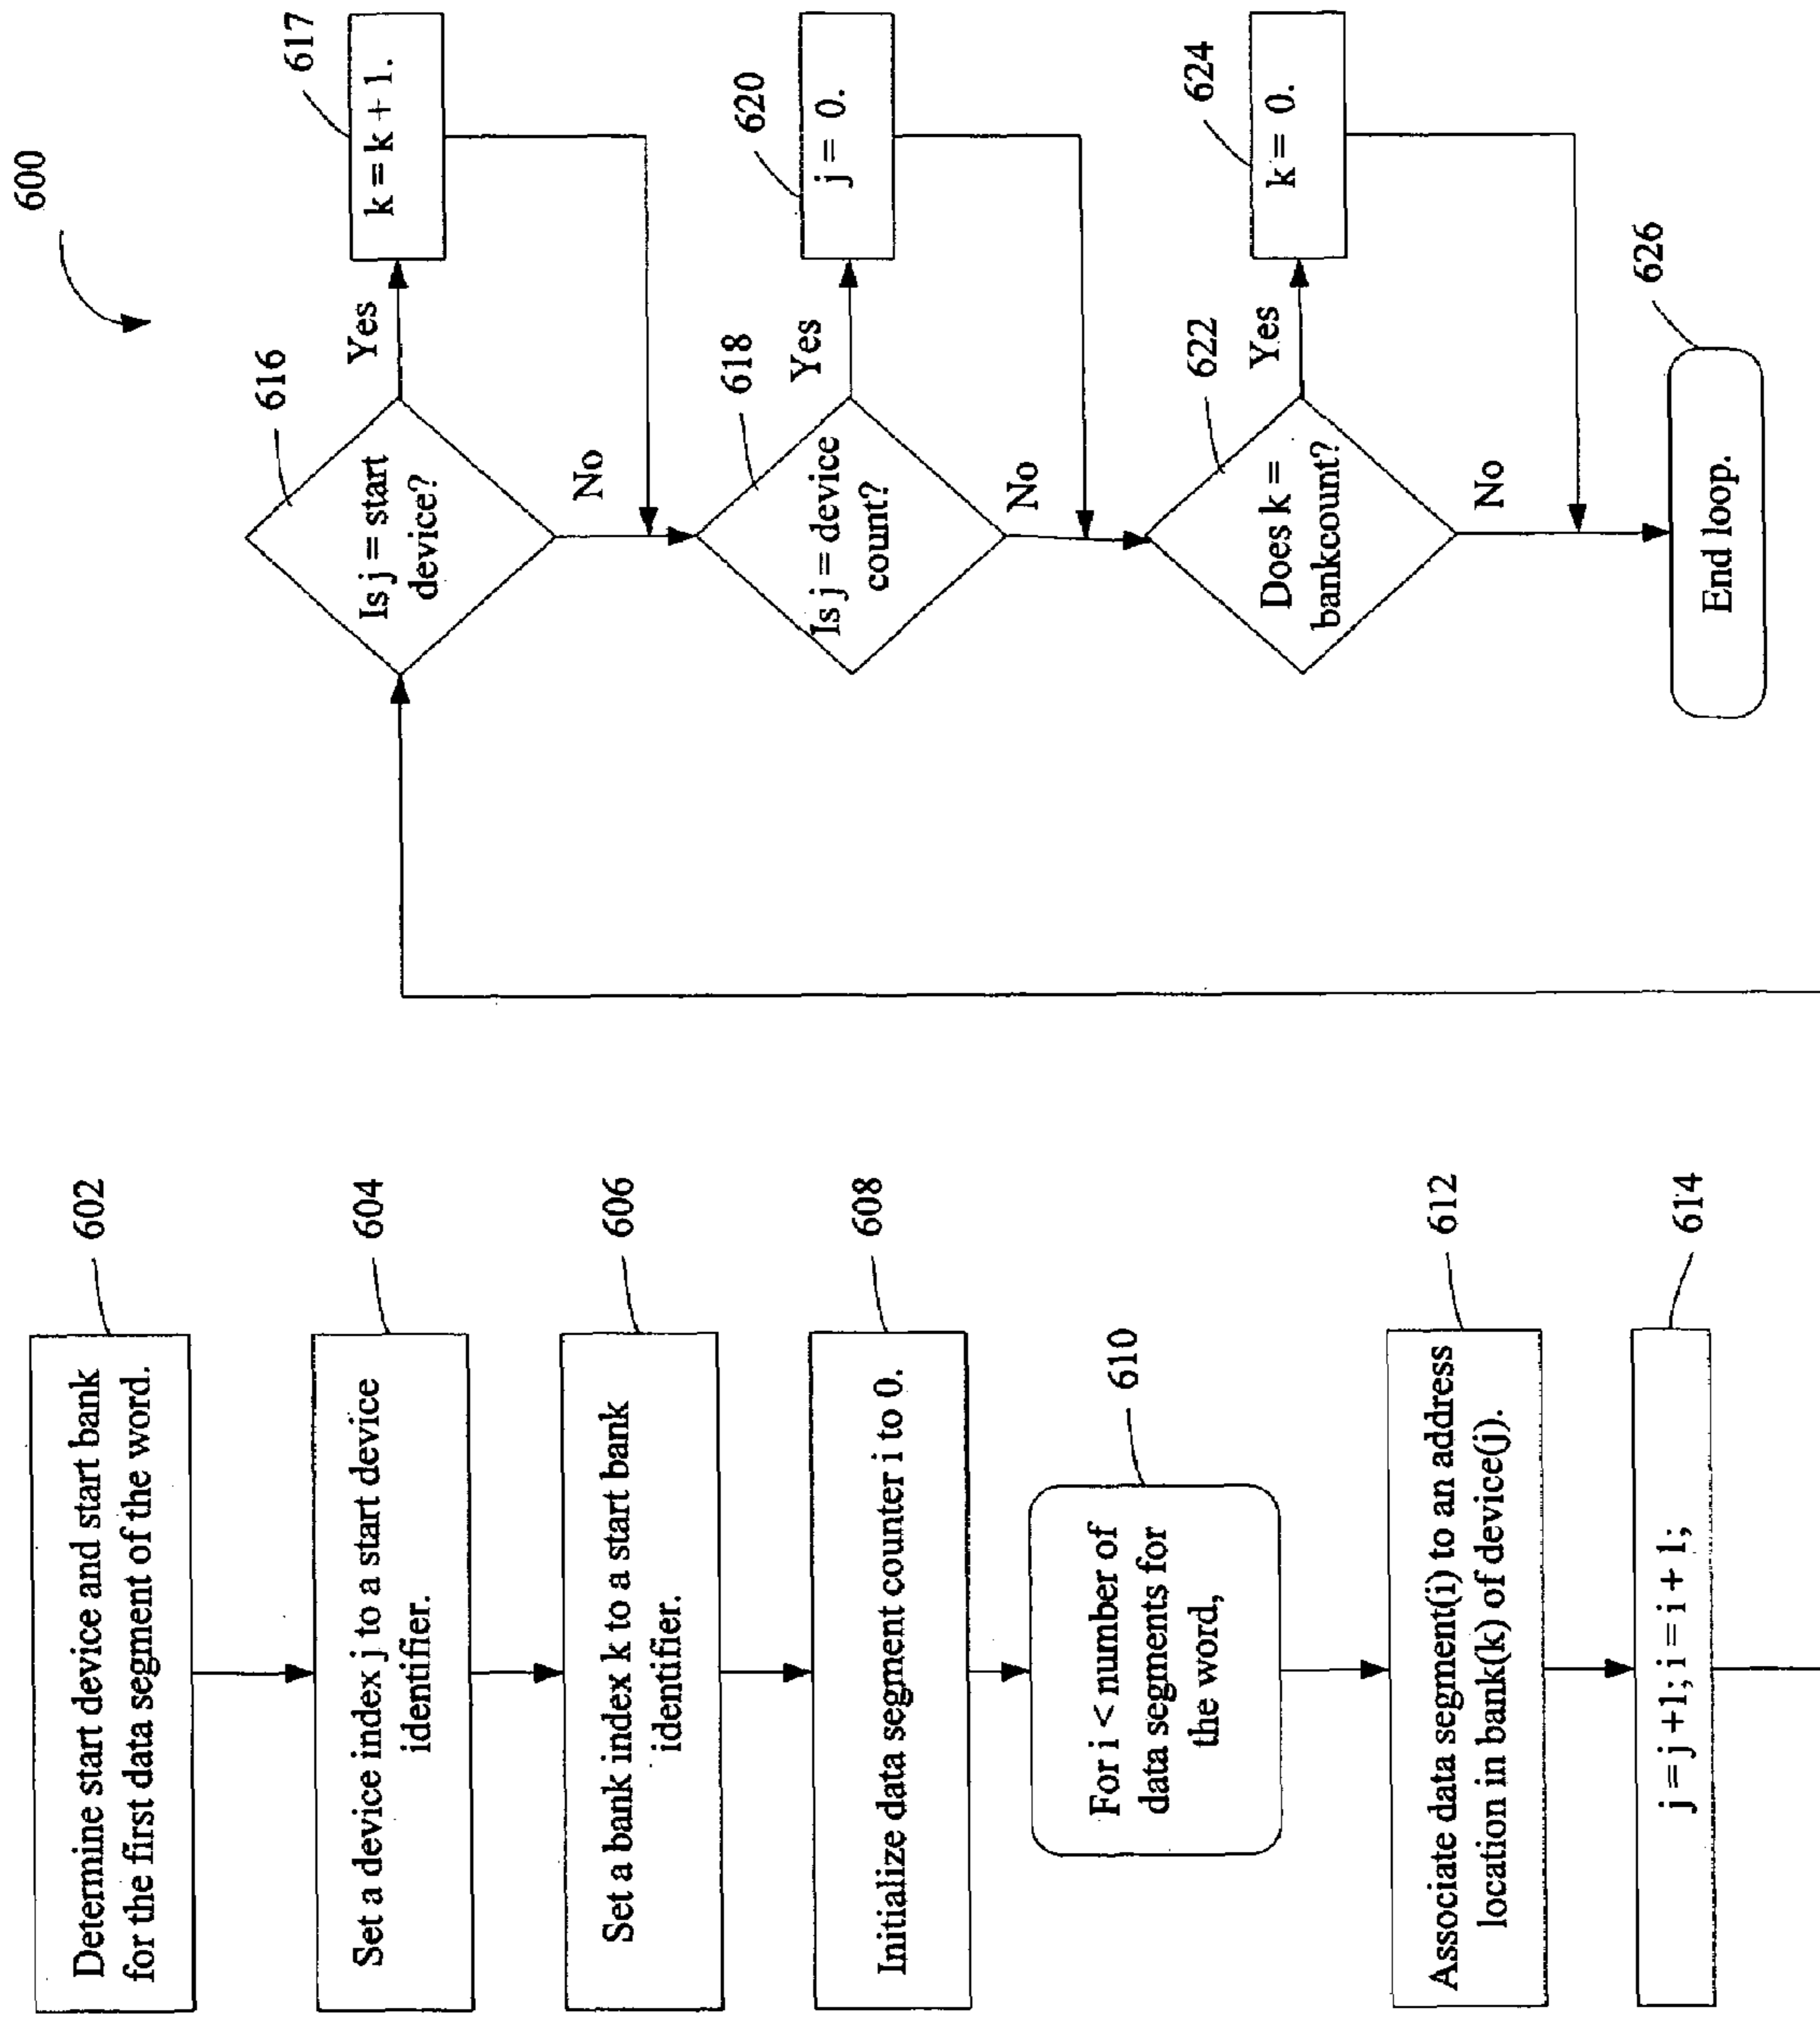 600
Determine start device and start bank
for the first data segment of the word.
602
Set a device index j to a start device
identifier.
604
Set a bank index k to a start bank
identifier.
606
Initialize data segment counter i to 0.
608
For i < number of
data segments for
the word,
610
Associate data segment(i) to an address
location in bank(k) of device(j).
612
j = j +1; i = i + 1;
614
Is j = start
device?
616
Yes
k = k + 1.
617
No
Is j = device
count?
618
Yes
j = 0.
620
No
Does k =
bankcount?
622
Yes
k = 0.
624
No
End loop.
626